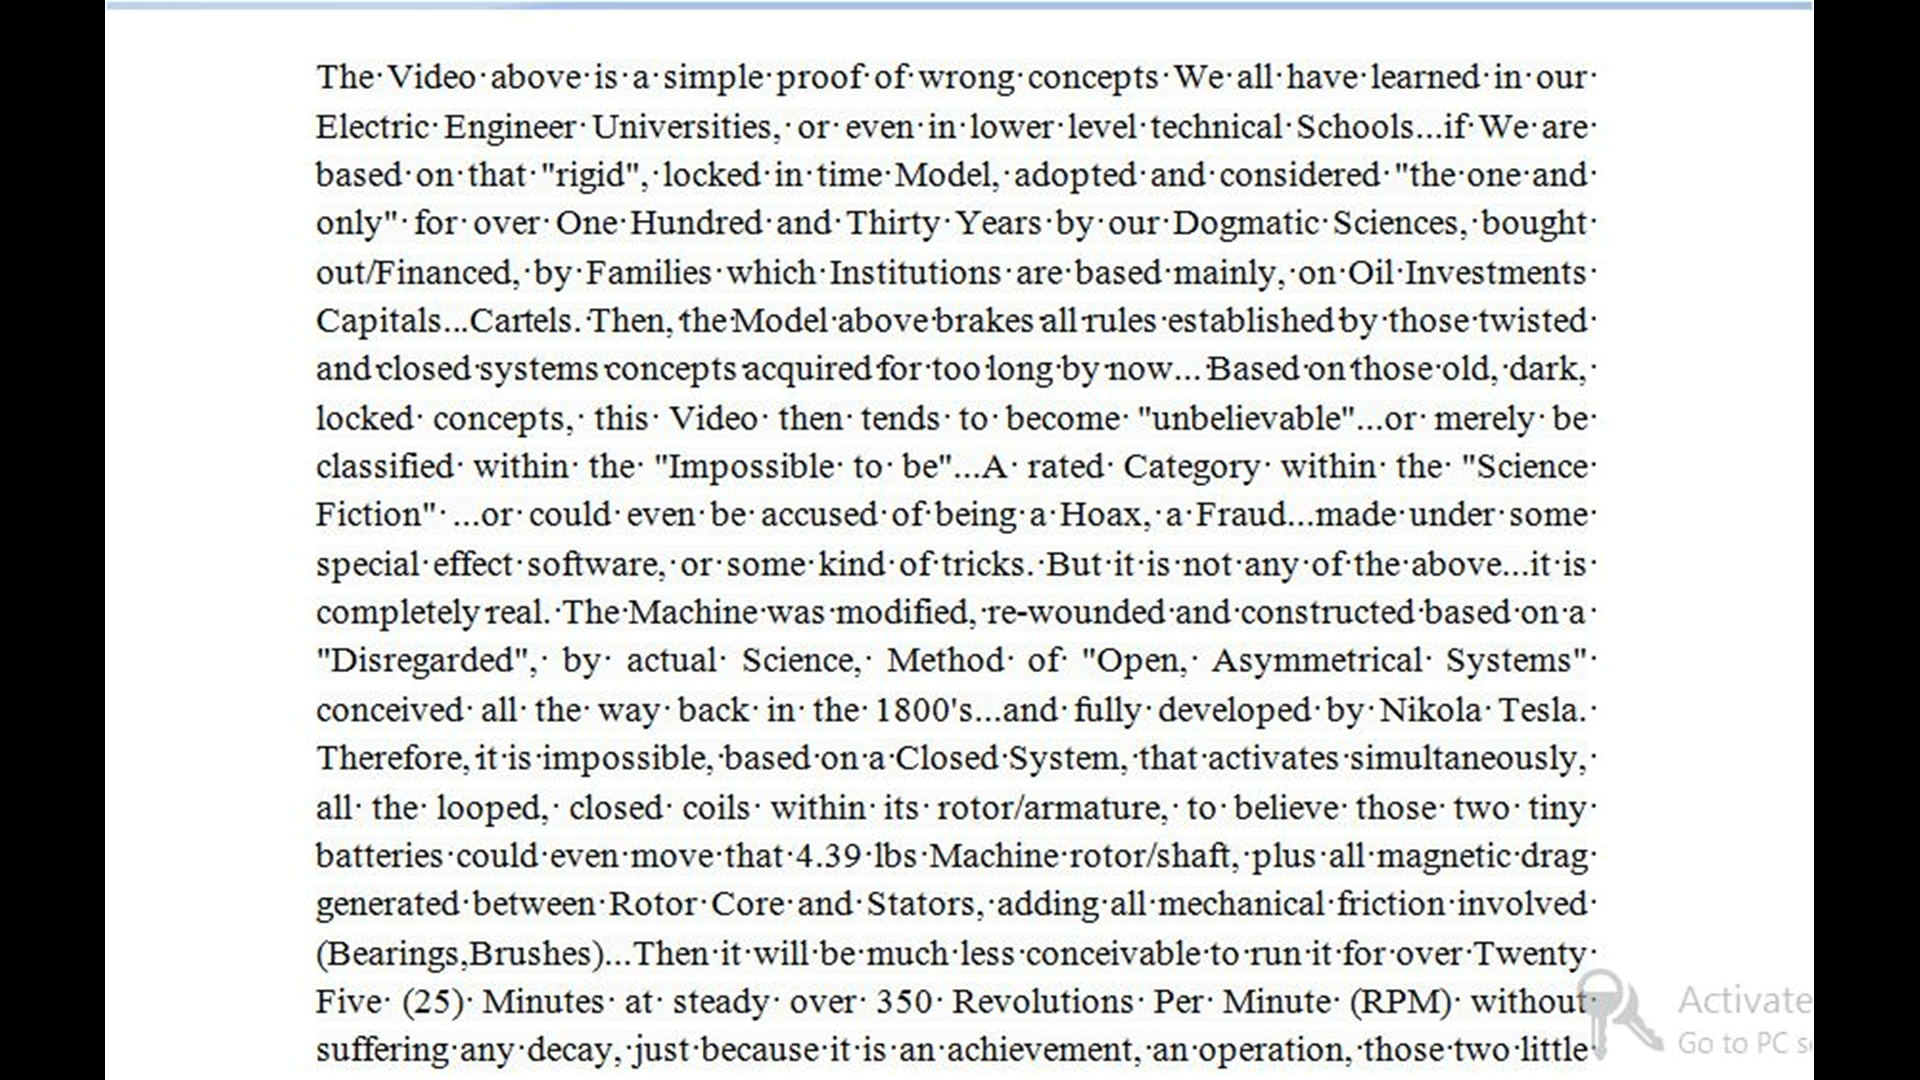 The Video above is a simple proof of wrong concepts We all have learned in our
Electric Engineer Universities, or even in lower level technical Schools...if We are
based on that "rigid", locked in time Model, adopted and considered "the one and
only" for over One Hundred and Thirty Years by our Dogmatic Sciences, bought
out/Financed, by Families which Institutions are based mainly, on Oil Investments
Capitals...Cartels. Then, the Model above brakes all rules established by those twisted
and closed systems concepts acquired for too long by now... Based on those old, dark,
locked concepts, this Video then tends to become "unbelievable"...or merely be
classified within the "Impossible to be"...A rated Category within the "Science
Fiction" ...or could even be accused of being a Hoax, a Fraud...made under some
special effect software, or some kind of tricks. But it is not any of the above...it is
completely real. The Machine was modified, re-wounded and constructed based on a
"Disregarded", by actual Science, Method of "Open, Asymmetrical Systems"
conceived all the way back in the 1800's...and fully developed by Nikola Tesla.
Therefore, it is impossible, based on a Closed System, that activates simultaneously,
all the looped, closed coils within its rotor/armature, to believe those two tiny
batteries could even move that 4.39 lbs Machine rotor/shaft, plus all magnetic drag
generated between Rotor Core and Stators, adding all mechanical friction involved
(Bearings,Brushes)...Then it will be much less conceivable to run it for over Twenty
Five (25) Minutes at steady over 350 Revolutions Per Minute (RPM) without
suffering any decay, just because it is an achievement, an operation, those two little
Activate
Go to PC s